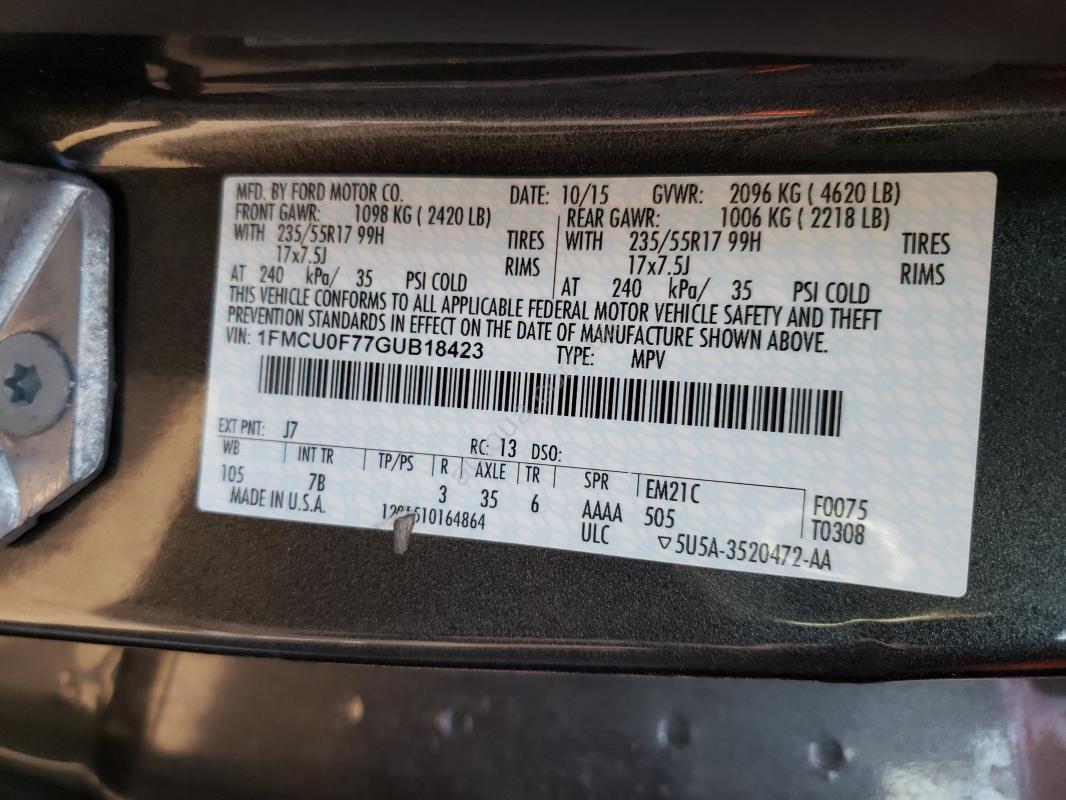 MFD. BY FORD MOTOR CO. DATE: 10/15 GVWR: 2096 KG ( 4620 LB)
FRONT GAWR: 1098 KG ( 2420 LB) REAR GAWR: 1006 KG ( 2218 LB)
WITH 235/55R17 99H TIRES WITH 235/55R17 99H TIRES
17x7.5J RIMS 17x7.5J RIMS
AT 240 kPa/ 35 PSI COLD AT 240 kPa/ 35 PSI COLD
THIS VEHICLE CONFORMS TO ALL APPLICABLE FEDERAL MOTOR VEHICLE SAFETY AND THEFT
PREVENTION STANDARDS IN EFFECT ON THE DATE OF MANUFACTURE SHOWN ABOVE.
VIN: 1FMCU0F77GUB18423 TYPE: MPV
EXT PNT: J7 RC: 13 DSO:
WB INT TR TP/PS R AXLE TR SPR EM21C F0075
105 7B 3 35 6 AAAA 505 T0308
MADE IN U.S.A. 510164864 ULC ▽5U5A-3520472-AA